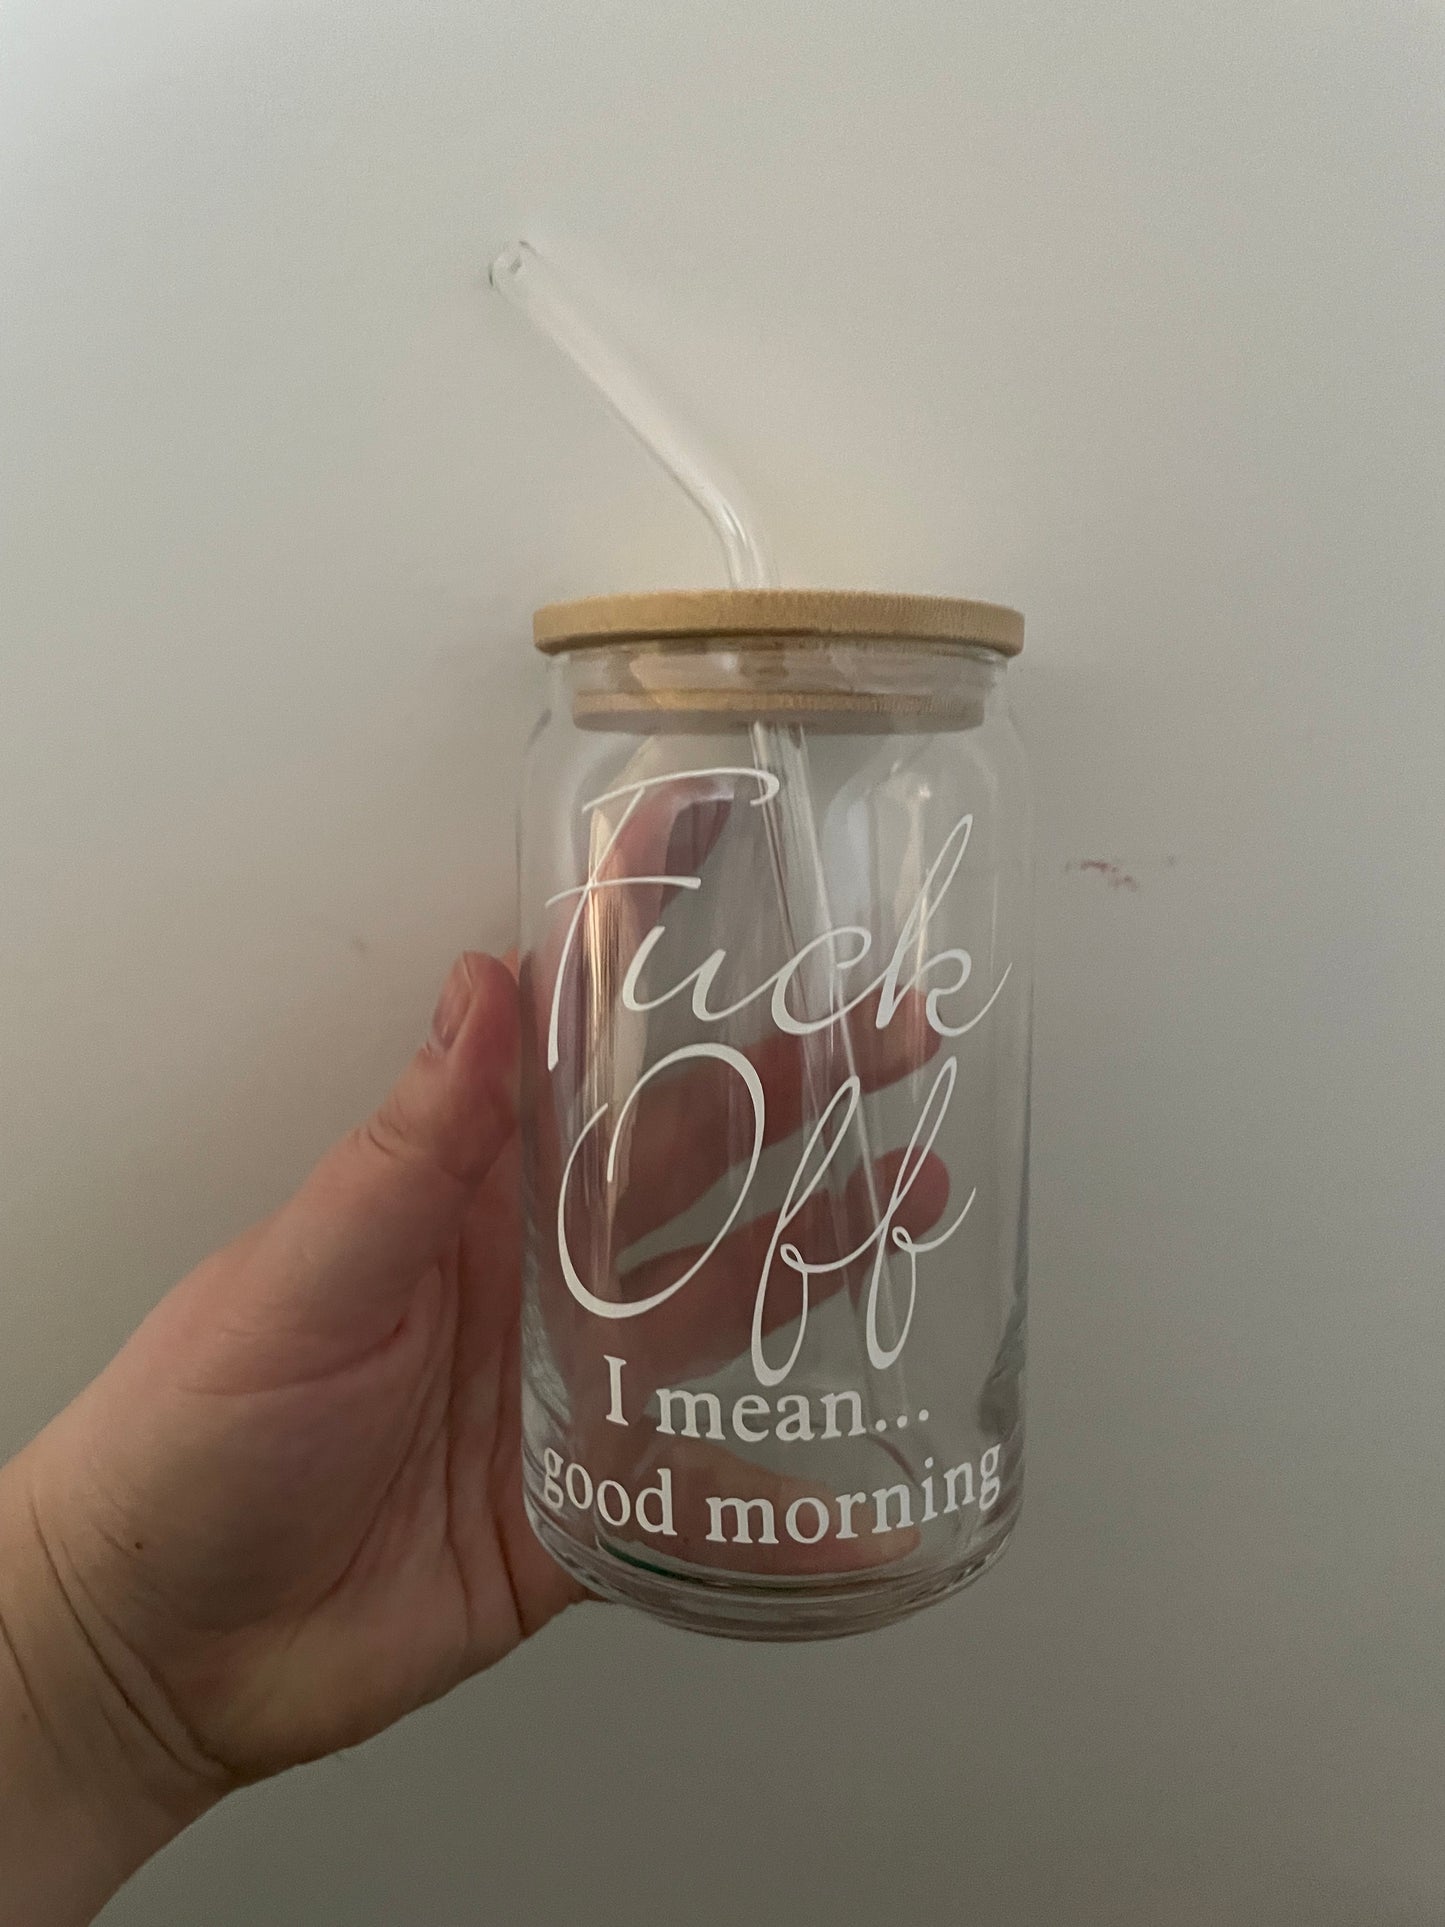 Fuck
Off
I mean...
good morning